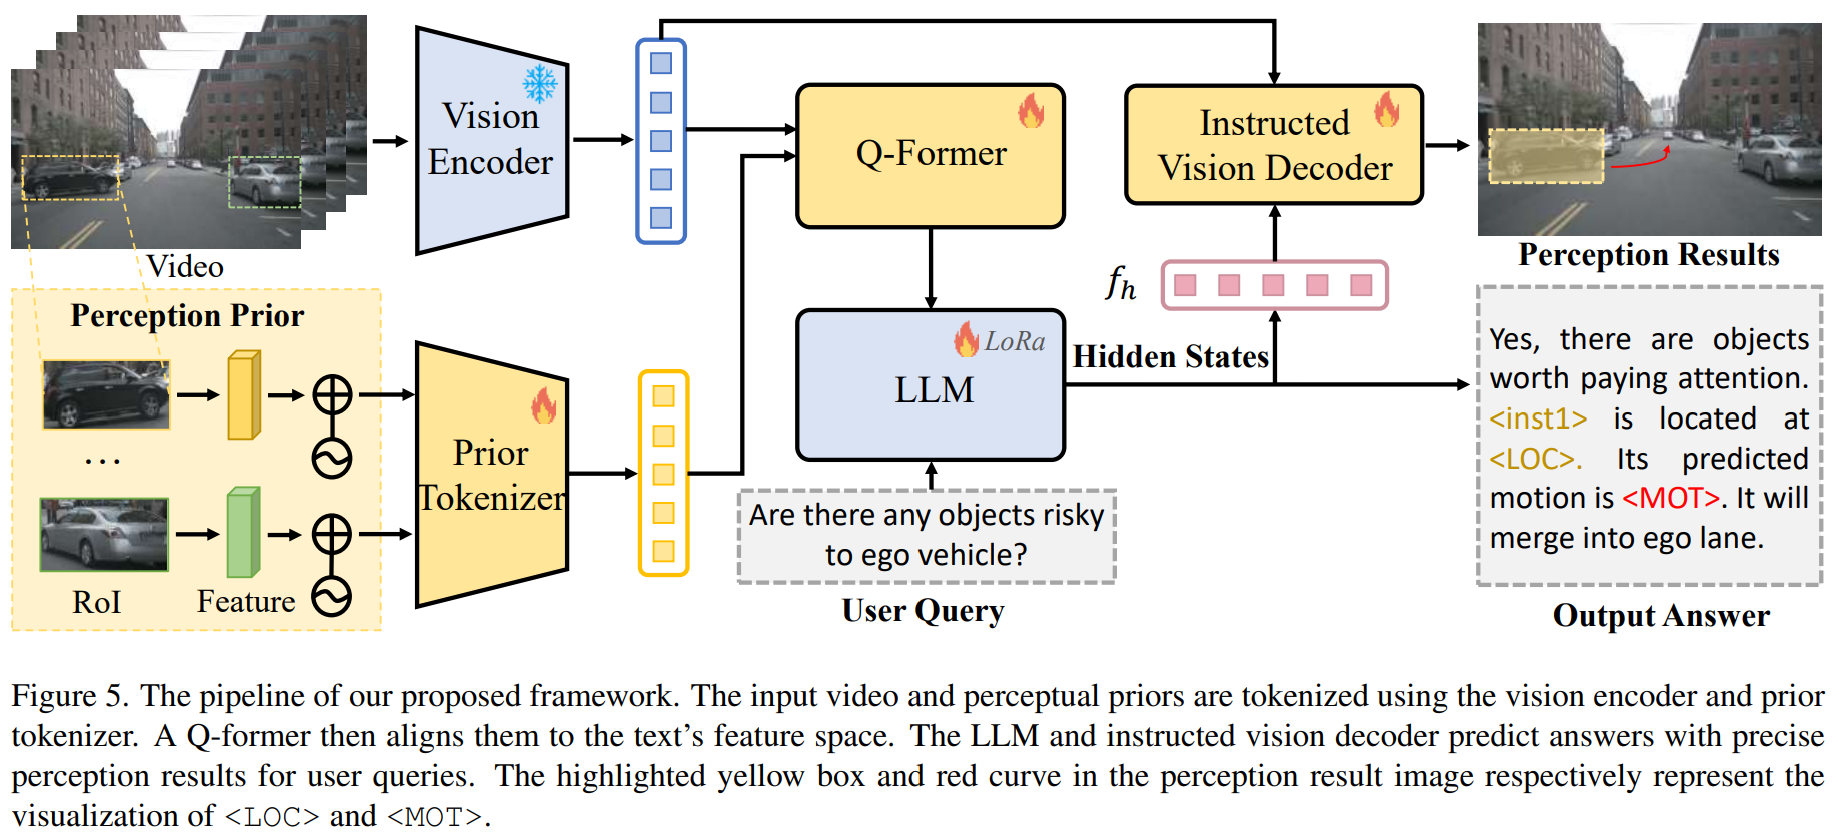 Video
Vision
Encoder
Q-Former
Instructed
Vision Decoder
Perception Results
Perception Prior
...
RoI
Feature
Prior
Tokenizer
LoRa
LLM
Hidden States
fh
Are there any objects risky
to ego vehicle?
User Query
Yes, there are objects
worth paying attention.
<inst1> is located at
<LOC>. Its predicted
motion is <MOT>. It will
merge into ego lane.
Output Answer
Figure 5. The pipeline of our proposed framework. The input video and perceptual priors are tokenized using the vision encoder and prior
tokenizer. A Q-former then aligns them to the text's feature space. The LLM and instructed vision decoder predict answers with precise
perception results for user queries. The highlighted yellow box and red curve in the perception result image respectively represent the
visualization of <LOC> and <MOT>.